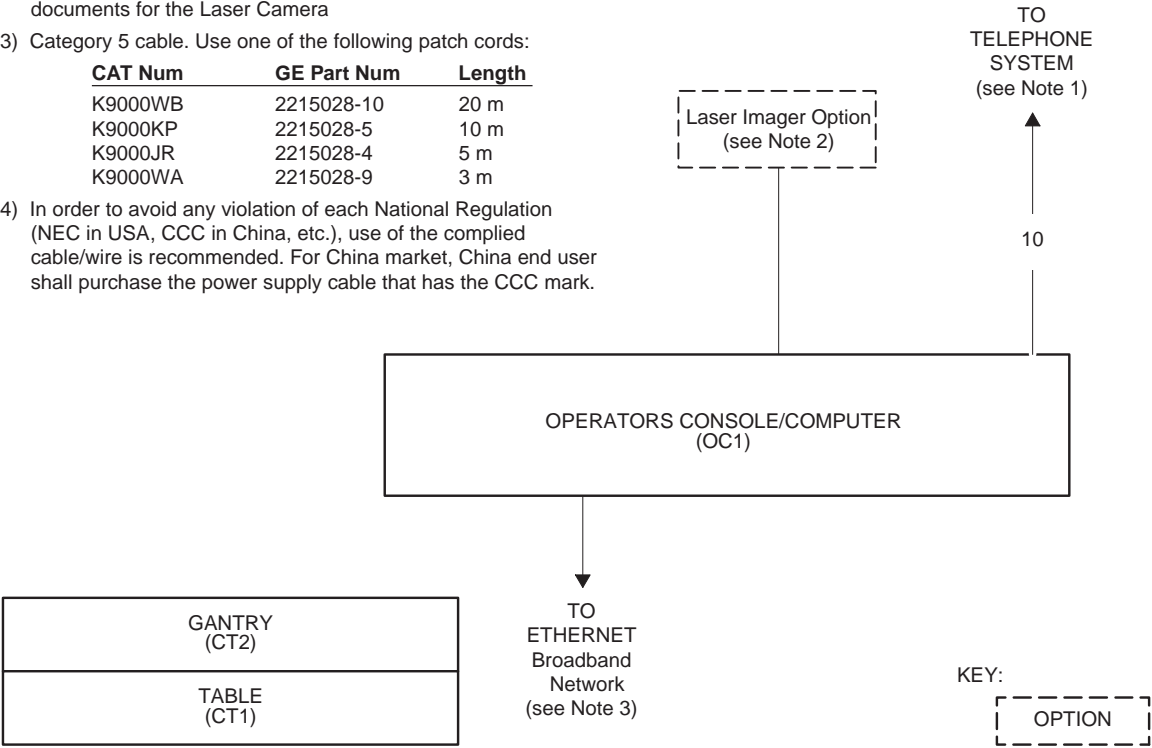 documents for the Laser Camera
3) Category 5 cable. Use one of the following patch cords:
CAT Num GE Part Num Length
K9000WB 2215028-10 20 m
K9000KP 2215028-5 10 m
K9000JR 2215028-4 5 m
K9000WA 2215028-9 3 m
4) In order to avoid any violation of each National Regulation
(NEC in USA, CCC in China, etc.), use of the complied
cable/wire is recommended. For China market, China end user
shall purchase the power supply cable that has the CCC mark.
TO
TELEPHONE
SYSTEM
(see Note 1)
Laser Imager Option
(see Note 2)
10
OPERATORS CONSOLE/COMPUTER
(OC1)
GANTRY
(CT2)
TABLE
(CT1)
TO
ETHERNET
Broadband
Network
(see Note 3)
KEY:
OPTION